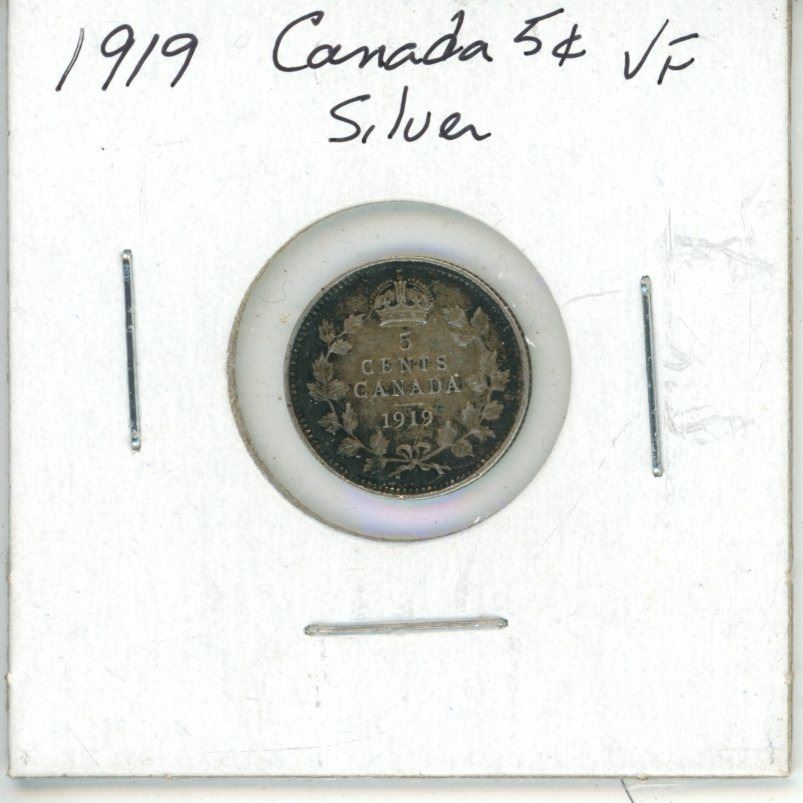 1919 Canada 5¢ VF
Silver
5
CENTS
CANADA
1919